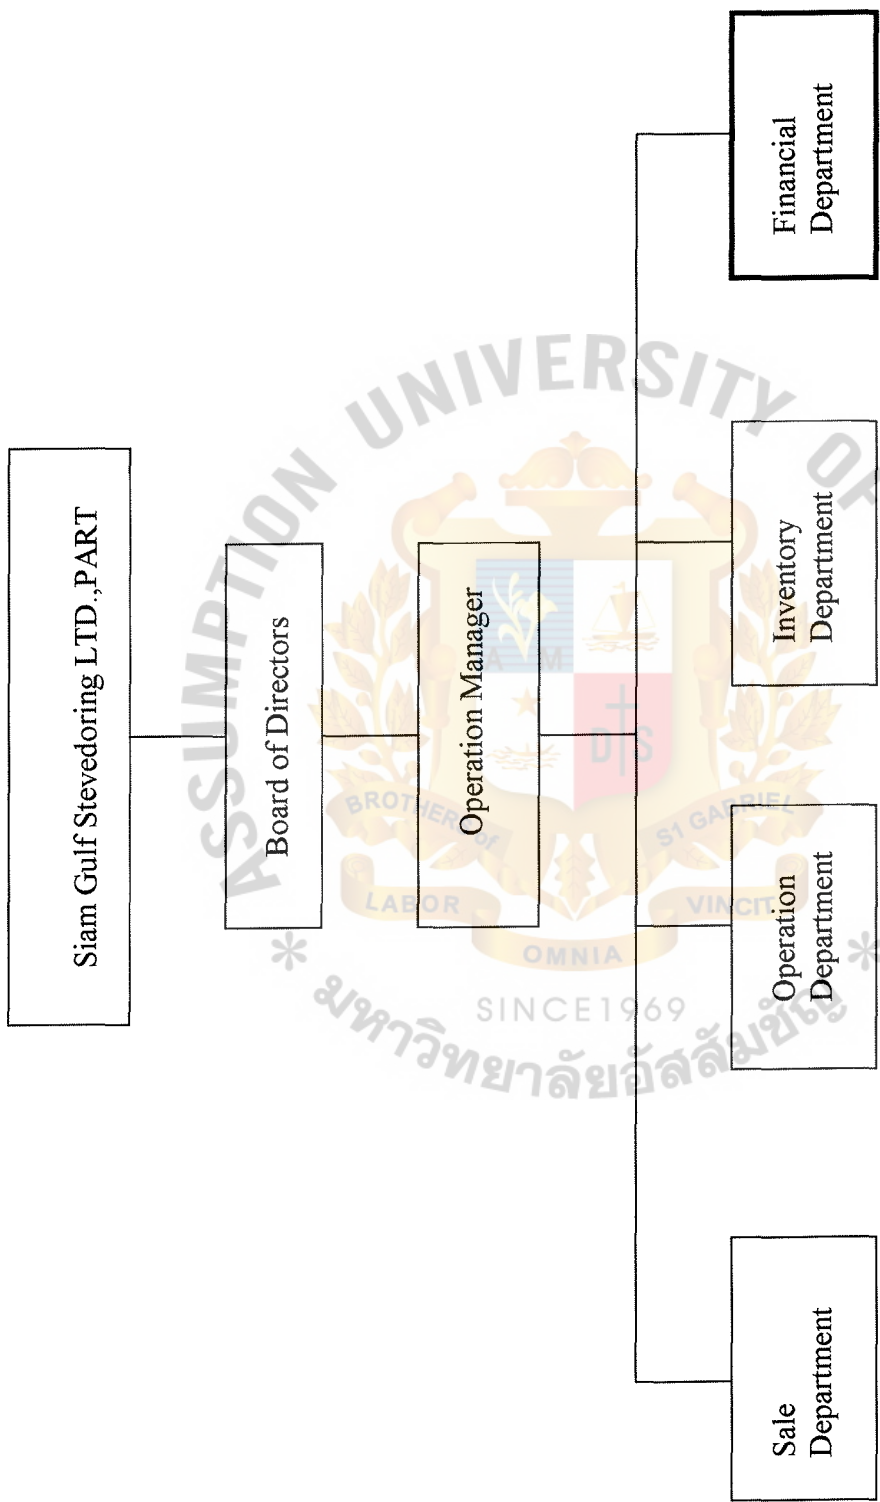 Siam Gulf Stevedoring LTD.,PART
Board of Directors
Operation Manager
Sale
Department
Operation
Department
Inventory
Department
Financial
Department
ASSUMPTION UNIVERSITY OF
A M
D S
BROTHERS of
S1 GABRIEL
LABOR
OMNIA
VINCIT
SINCE1969
* มหาวิทยาลัยอัสสัมชัญ *